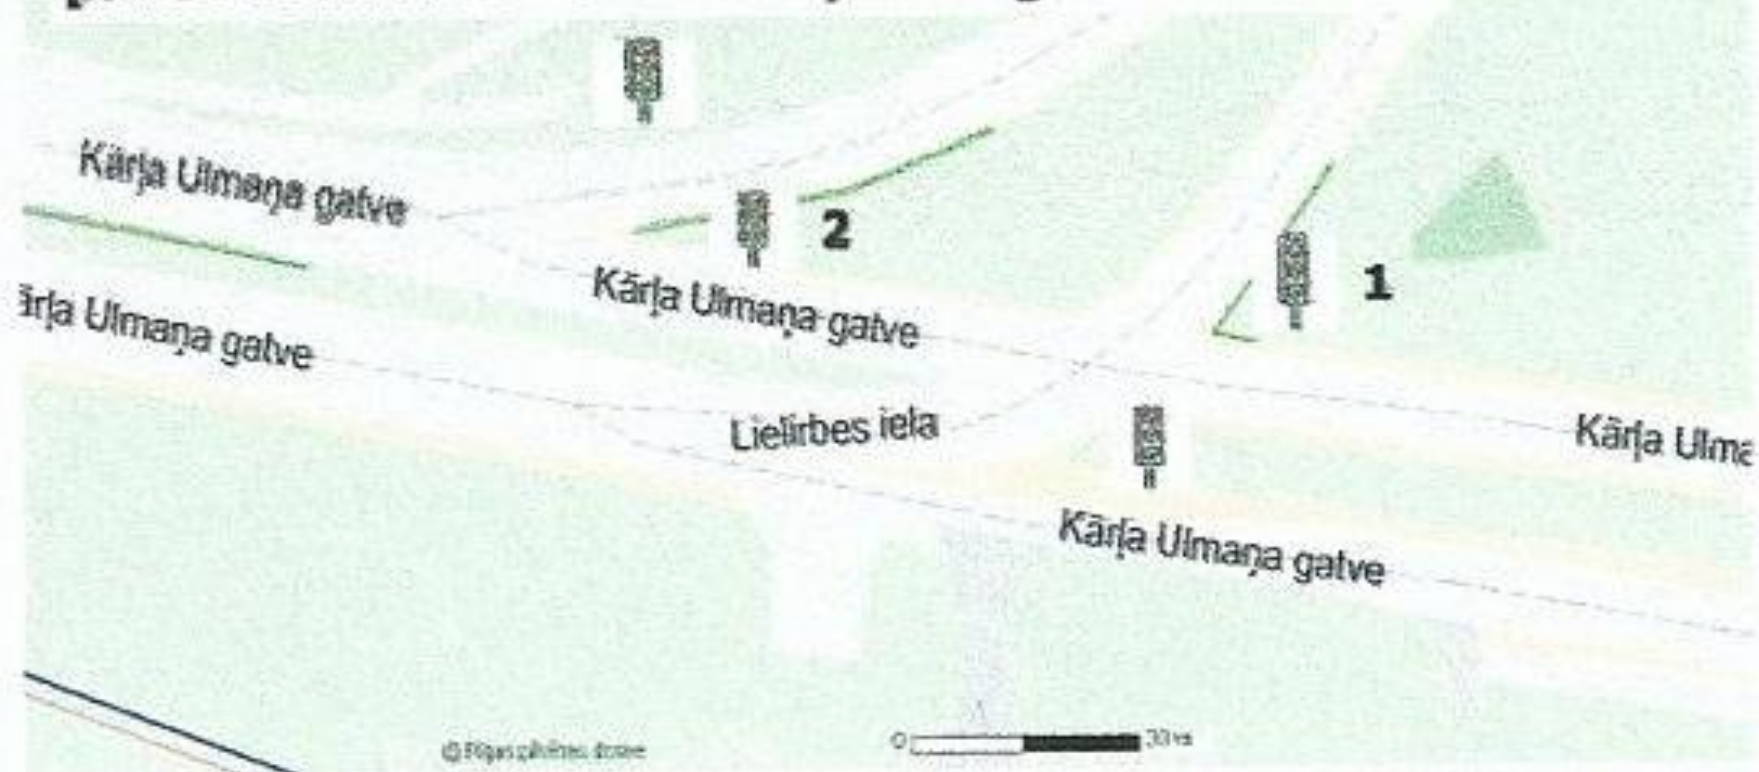 Kārļa Ulmaņa gatve
2
1
Kārļa Ulmaņa gatve
ārļa Ulmaņa gatve
Lielirbes iela
Kārļa Ulma
Kārļa Ulmaņa gatve
0